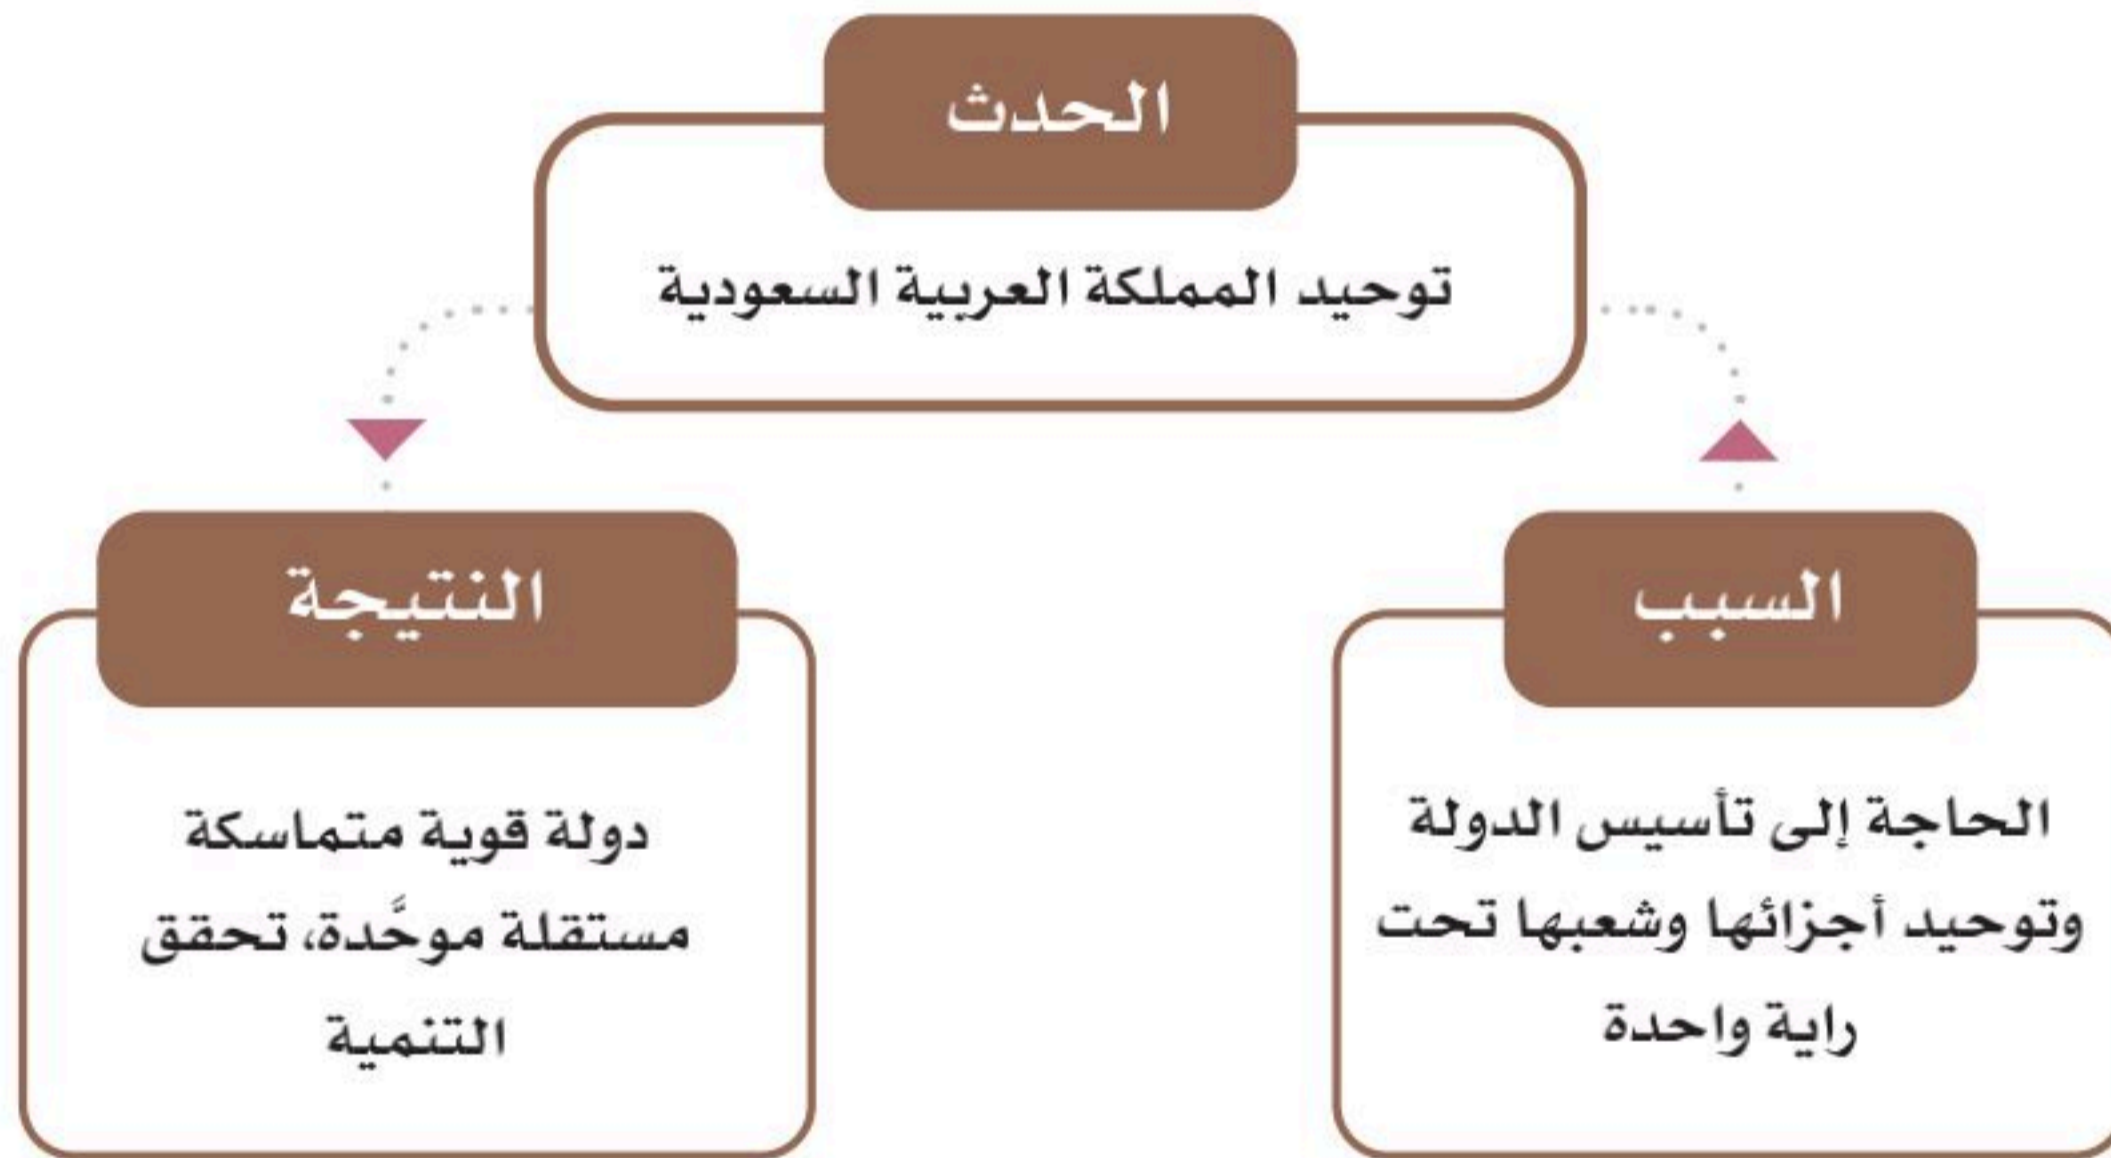 الحدث
توحيد المملكة العربية السعودية
السبب
الحاجة إلى تأسيس الدولة
وتوحيد أجزائها وشعبها تحت
راية واحدة
النتيجة
دولة قوية متماسكة
مستقلة موحَّدة، تحقق
التنمية